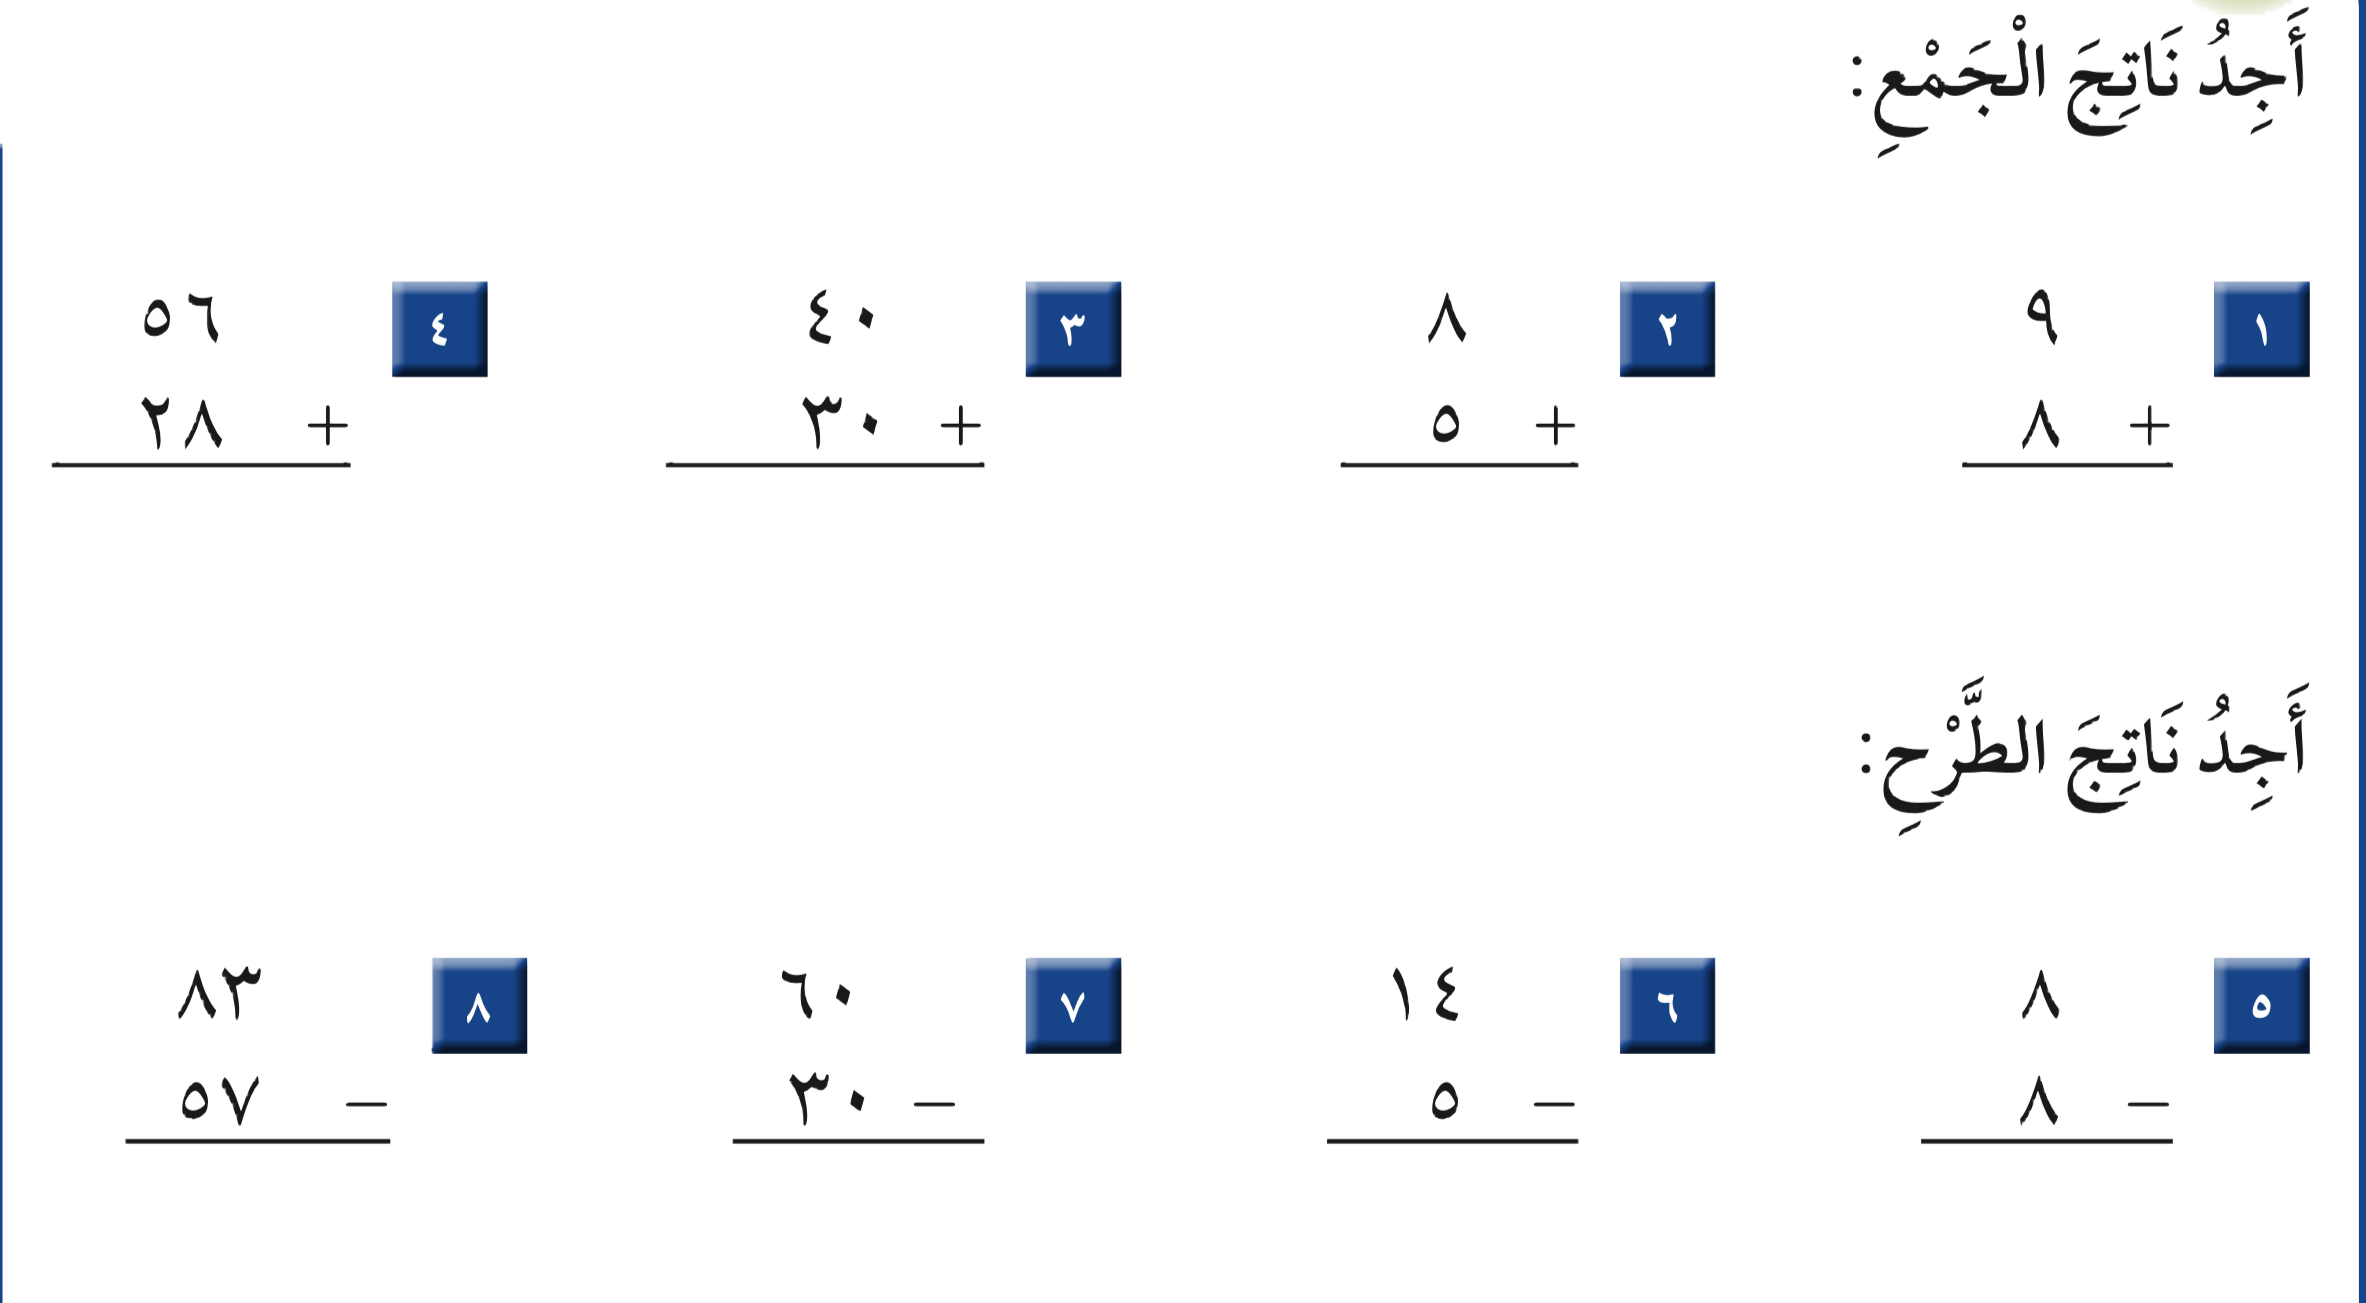 أَجِدُ نَاتِجَ الْجَمْعِ:
١ ٢ ٣ ٤
٩ ٨ ٤٠ ٥٦
+ ٨ + ٥ + ٣٠ + ٢٨
أَجِدُ نَاتِجَ الطَّرْحِ:
٥ ٦ ٧ ٨
٨ ١٤ ٦٠ ٨٣
− ٨ − ٥ − ٣٠ − ٥٧